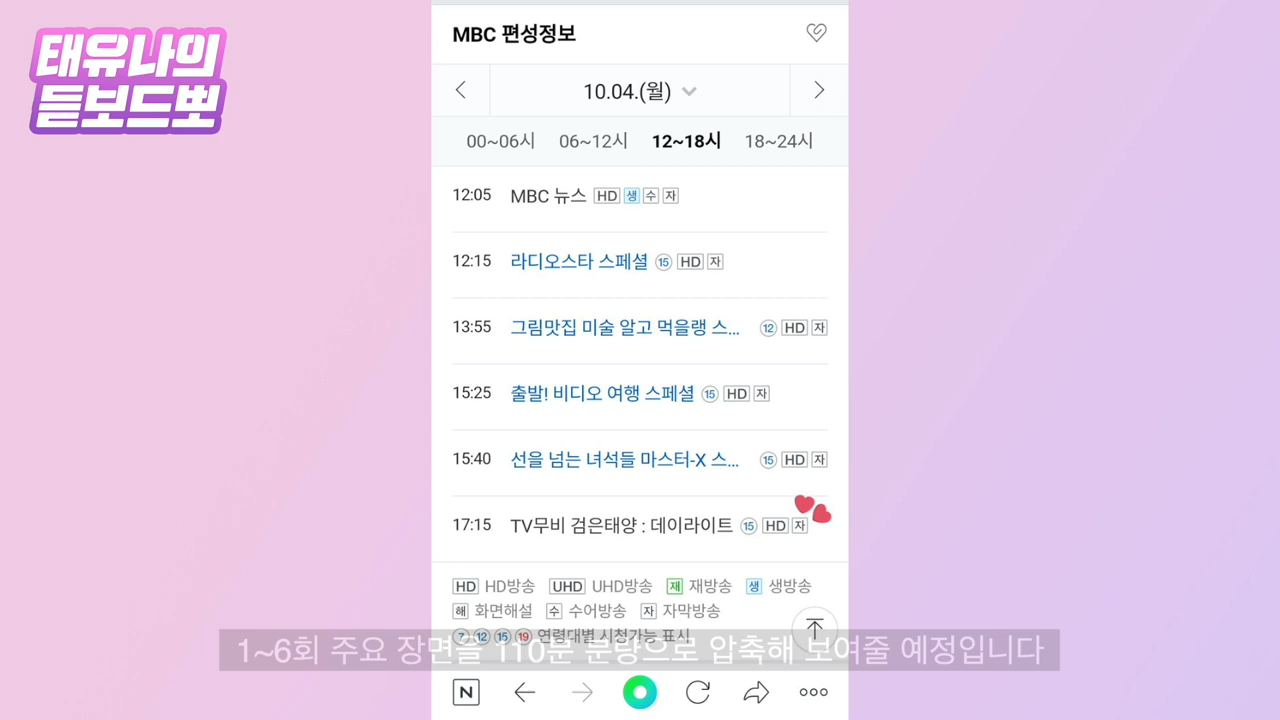 태유나의
듣보드뽀
MBC 편성정보
10.04.(월)
00~06시 06~12시 12~18시 18~24시
12:05 MBC 뉴스 HD 생 수 자
12:15 라디오스타 스페셜 15 HD 자
13:55 그림맛집 미술 알고 먹을랭 스... 12 HD 자
15:25 출발! 비디오 여행 스페셜 15 HD 자
15:40 선을 넘는 녀석들 마스터-X 스... 15 HD 자
17:15 TV무비 검은태양 : 데이라이트 15 HD 자
HD HD방송 UHD UHD방송 재 재방송 생 생방송
해 화면해설 수 수어방송 자 자막방송
7 12 15 19 연령대별 시청가능 표시
1~6회 주요 장면을 110분 분량으로 압축해 보여줄 예정입니다
N